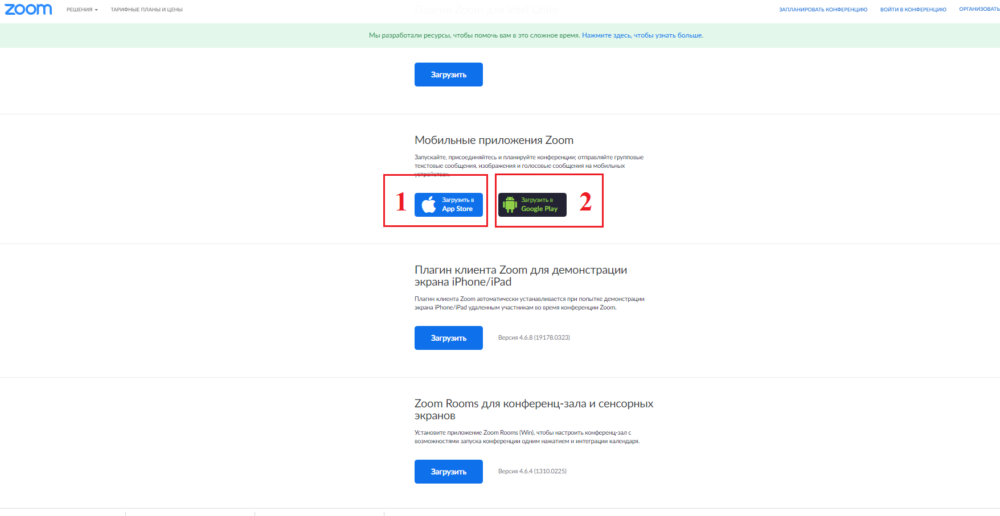 zoom
РЕШЕНИЯ
ТАРИФНЫЕ ПЛАНЫ И ЦЕНЫ
Плагин Zoom для Intel Unite
ЗАПЛАНИРОВАТЬ КОНФЕРЕНЦИЮ
ВОЙТИ В КОНФЕРЕНЦИЮ
ОРГАНИЗОВАТЬ
Мы разработали ресурсы, чтобы помочь вам в это сложное время. Нажмите здесь, чтобы узнать больше.
Загрузить
Мобильные приложения Zoom
Запускайте, присоединяйтесь и планируйте конференции; отправляйте групповые
текстовые сообщения, изображения и голосовые сообщения на мобильных
устройствах.
1
Загрузить в
App Store
Загрузить в
Google Play
2
Плагин клиента Zoom для демонстрации
экрана iPhone/iPad
Плагин клиента Zoom автоматически устанавливается при попытке демонстрации
экрана iPhone/iPad удаленным участникам во время конференции Zoom.
Загрузить
Версия 4.6.8 (19178.0323)
Zoom Rooms для конференц-зала и сенсорных
экранов
Установите приложение Zoom Rooms (Win), чтобы настроить конференц-зал с
возможностями запуска конференции одним нажатием и интеграции календаря.
Загрузить
Версия 4.6.4 (1310.0225)